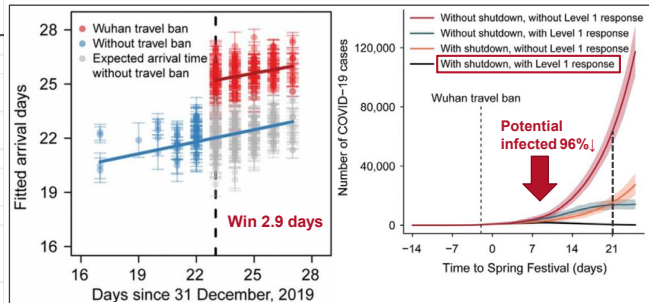 Fitted arrival days
28
25
22
19
16
Wuhan travel ban
Without travel ban
Expected arrival time
without travel ban
Win 2.9 days
16
19
22
25
28
Days since 31 December, 2019
Number of COVID−19 cases
120,000
80,000
40,000
0
Without shutdown, without Level 1 response
Without shutdown, with Level 1 response
With shutdown, without Level 1 response
With shutdown, with Level 1 response
Wuhan travel ban
Potential
infected 96%↓
-14
-7
0
7
14
21
Time to Spring Festival (days)